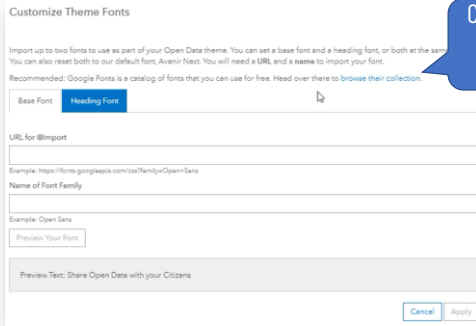 Customize Theme Fonts
Import up to two fonts to use as part of your Open Data theme. You can set a base font and a heading font, or both at the same
You can also reset both to our default font, Avenir Next. You will need a URL and a name to import your font.
Recommended: Google Fonts is a catalog of fonts that you can use for free. Head over there to browse their collection.
Base Font Heading Font
URL for @Import
Example: https://fonts.googleapis.com/css?family=Open+Sans
Name of Font Family
Example: Open Sans
Preview Your Font
Preview Text: Share Open Data with your Citizens
Cancel Apply